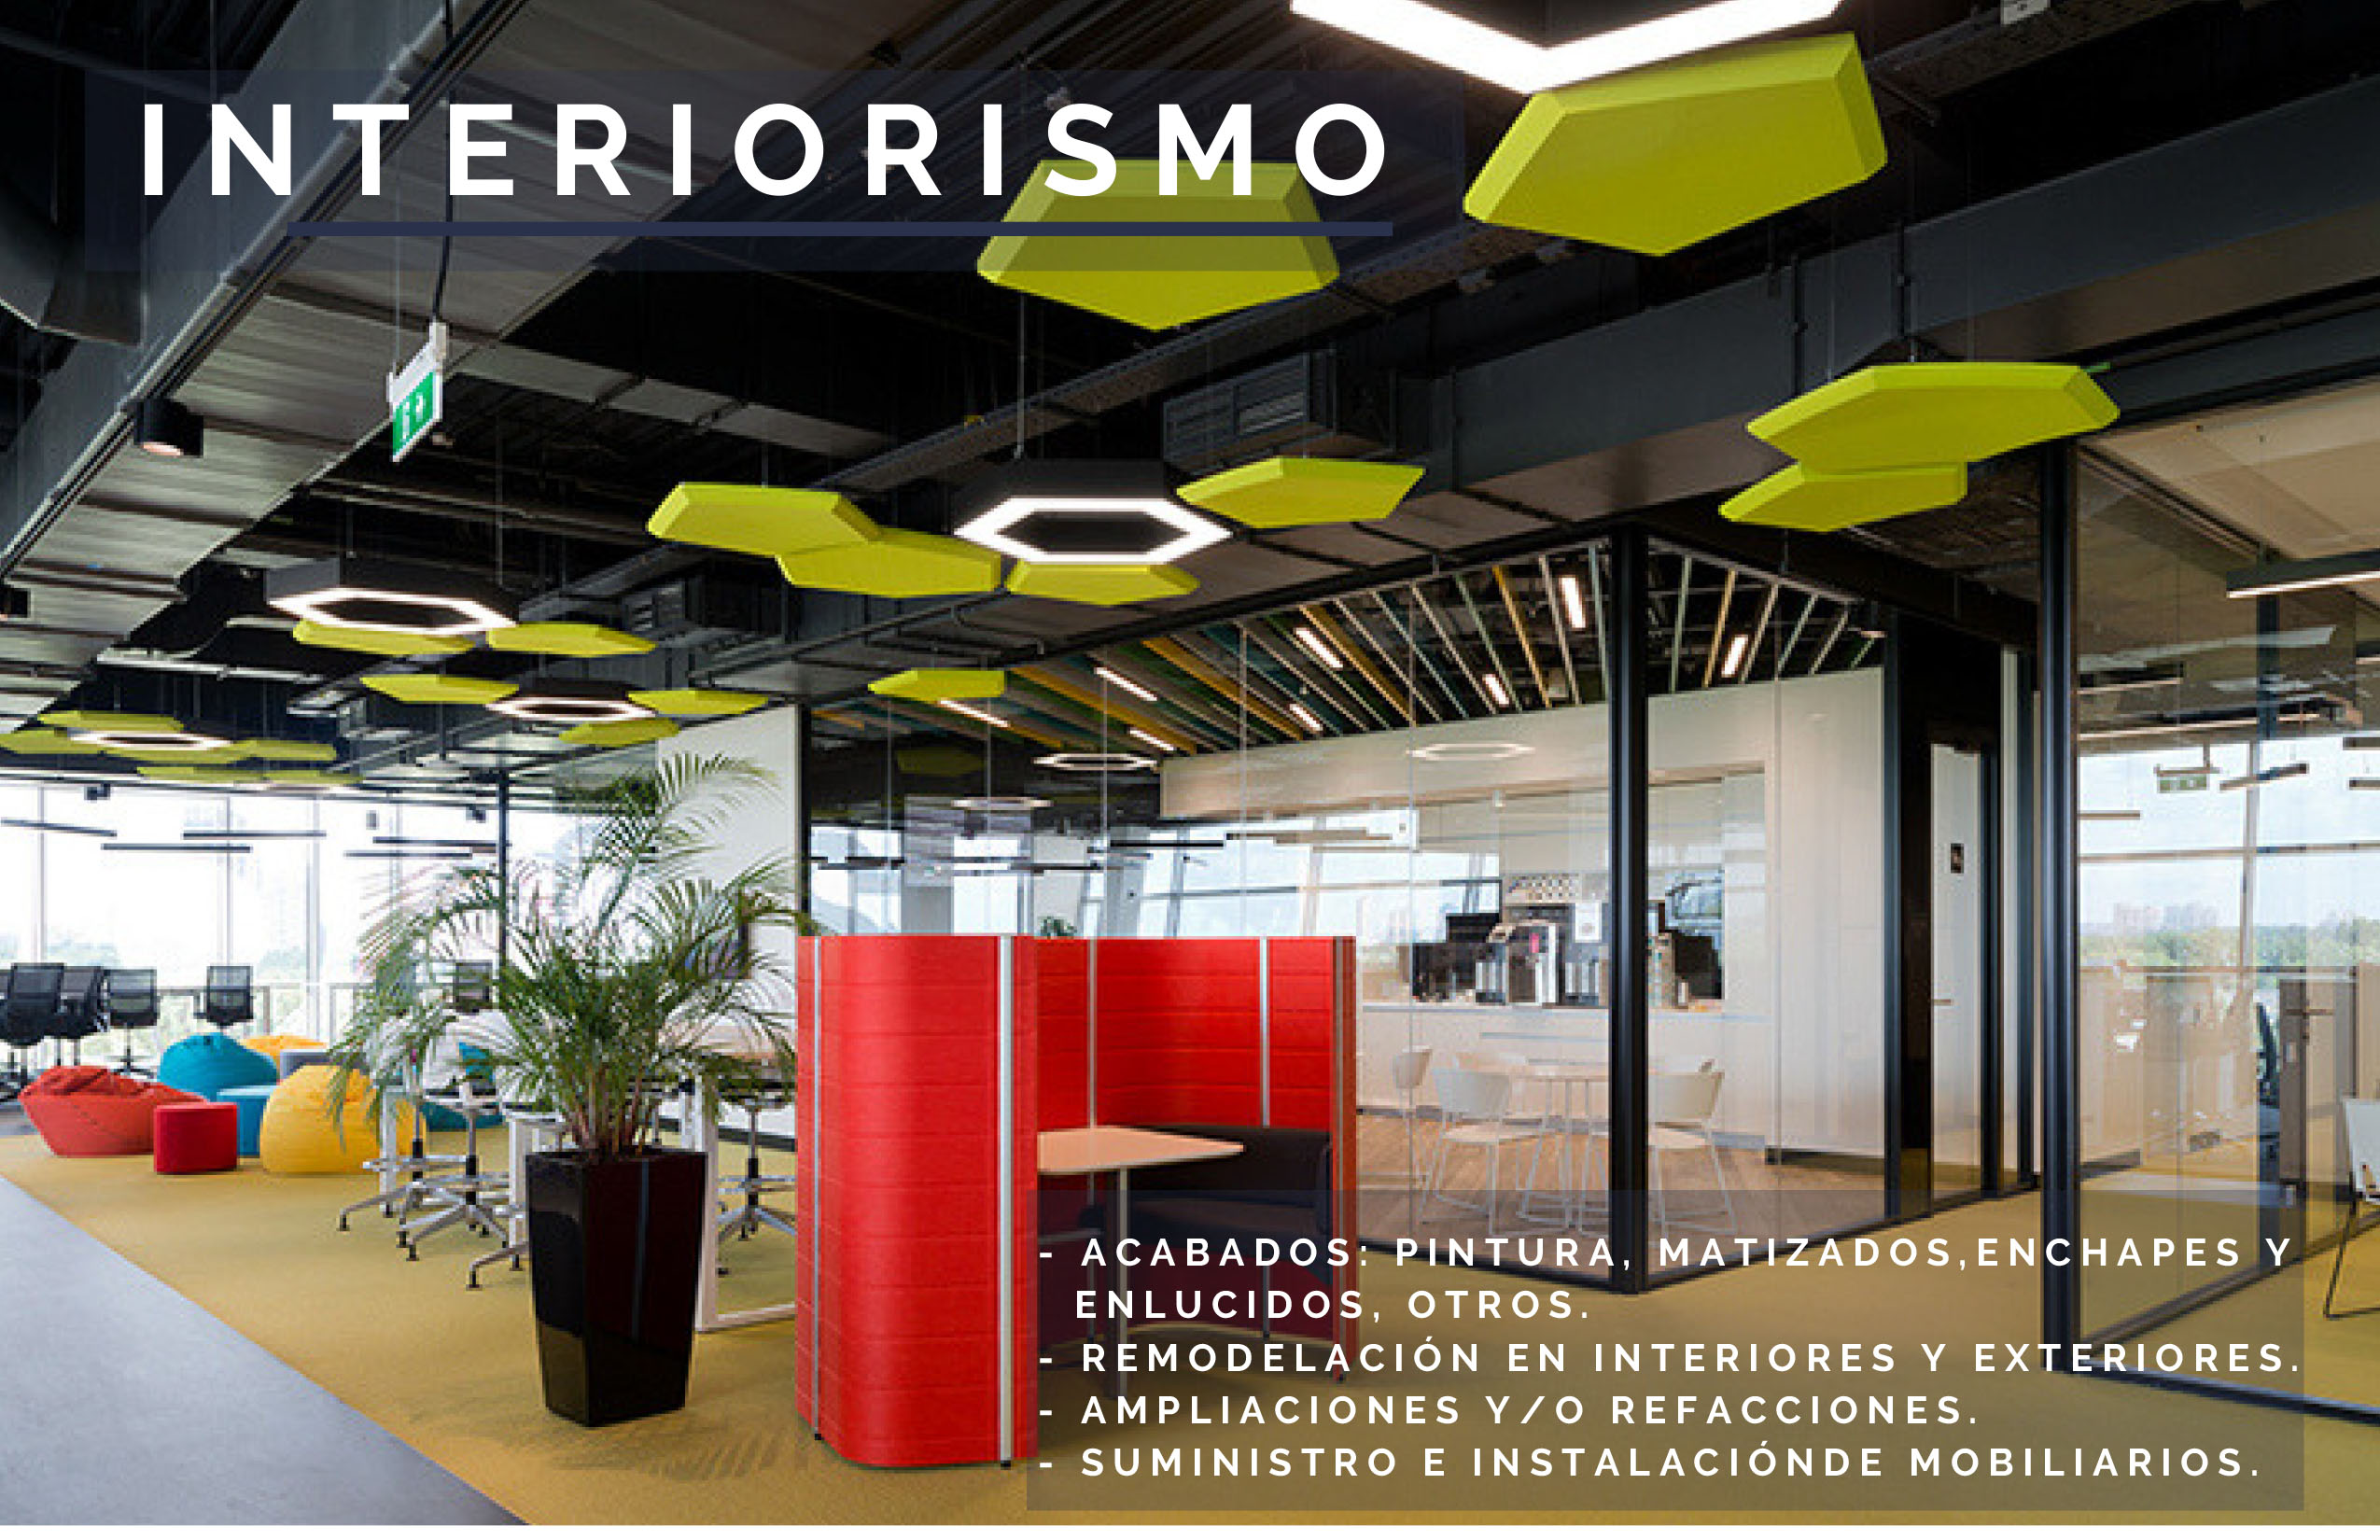 INTERIORISMO
- ACABADOS: PINTURA, MATIZADOS,ENCHAPES Y
ENLUCIDOS, OTROS.
- REMODELACIÓN EN INTERIORES Y EXTERIORES.
- AMPLIACIONES Y/O REFACCIONES.
- SUMINISTRO E INSTALACIÓNDE MOBILIARIOS.